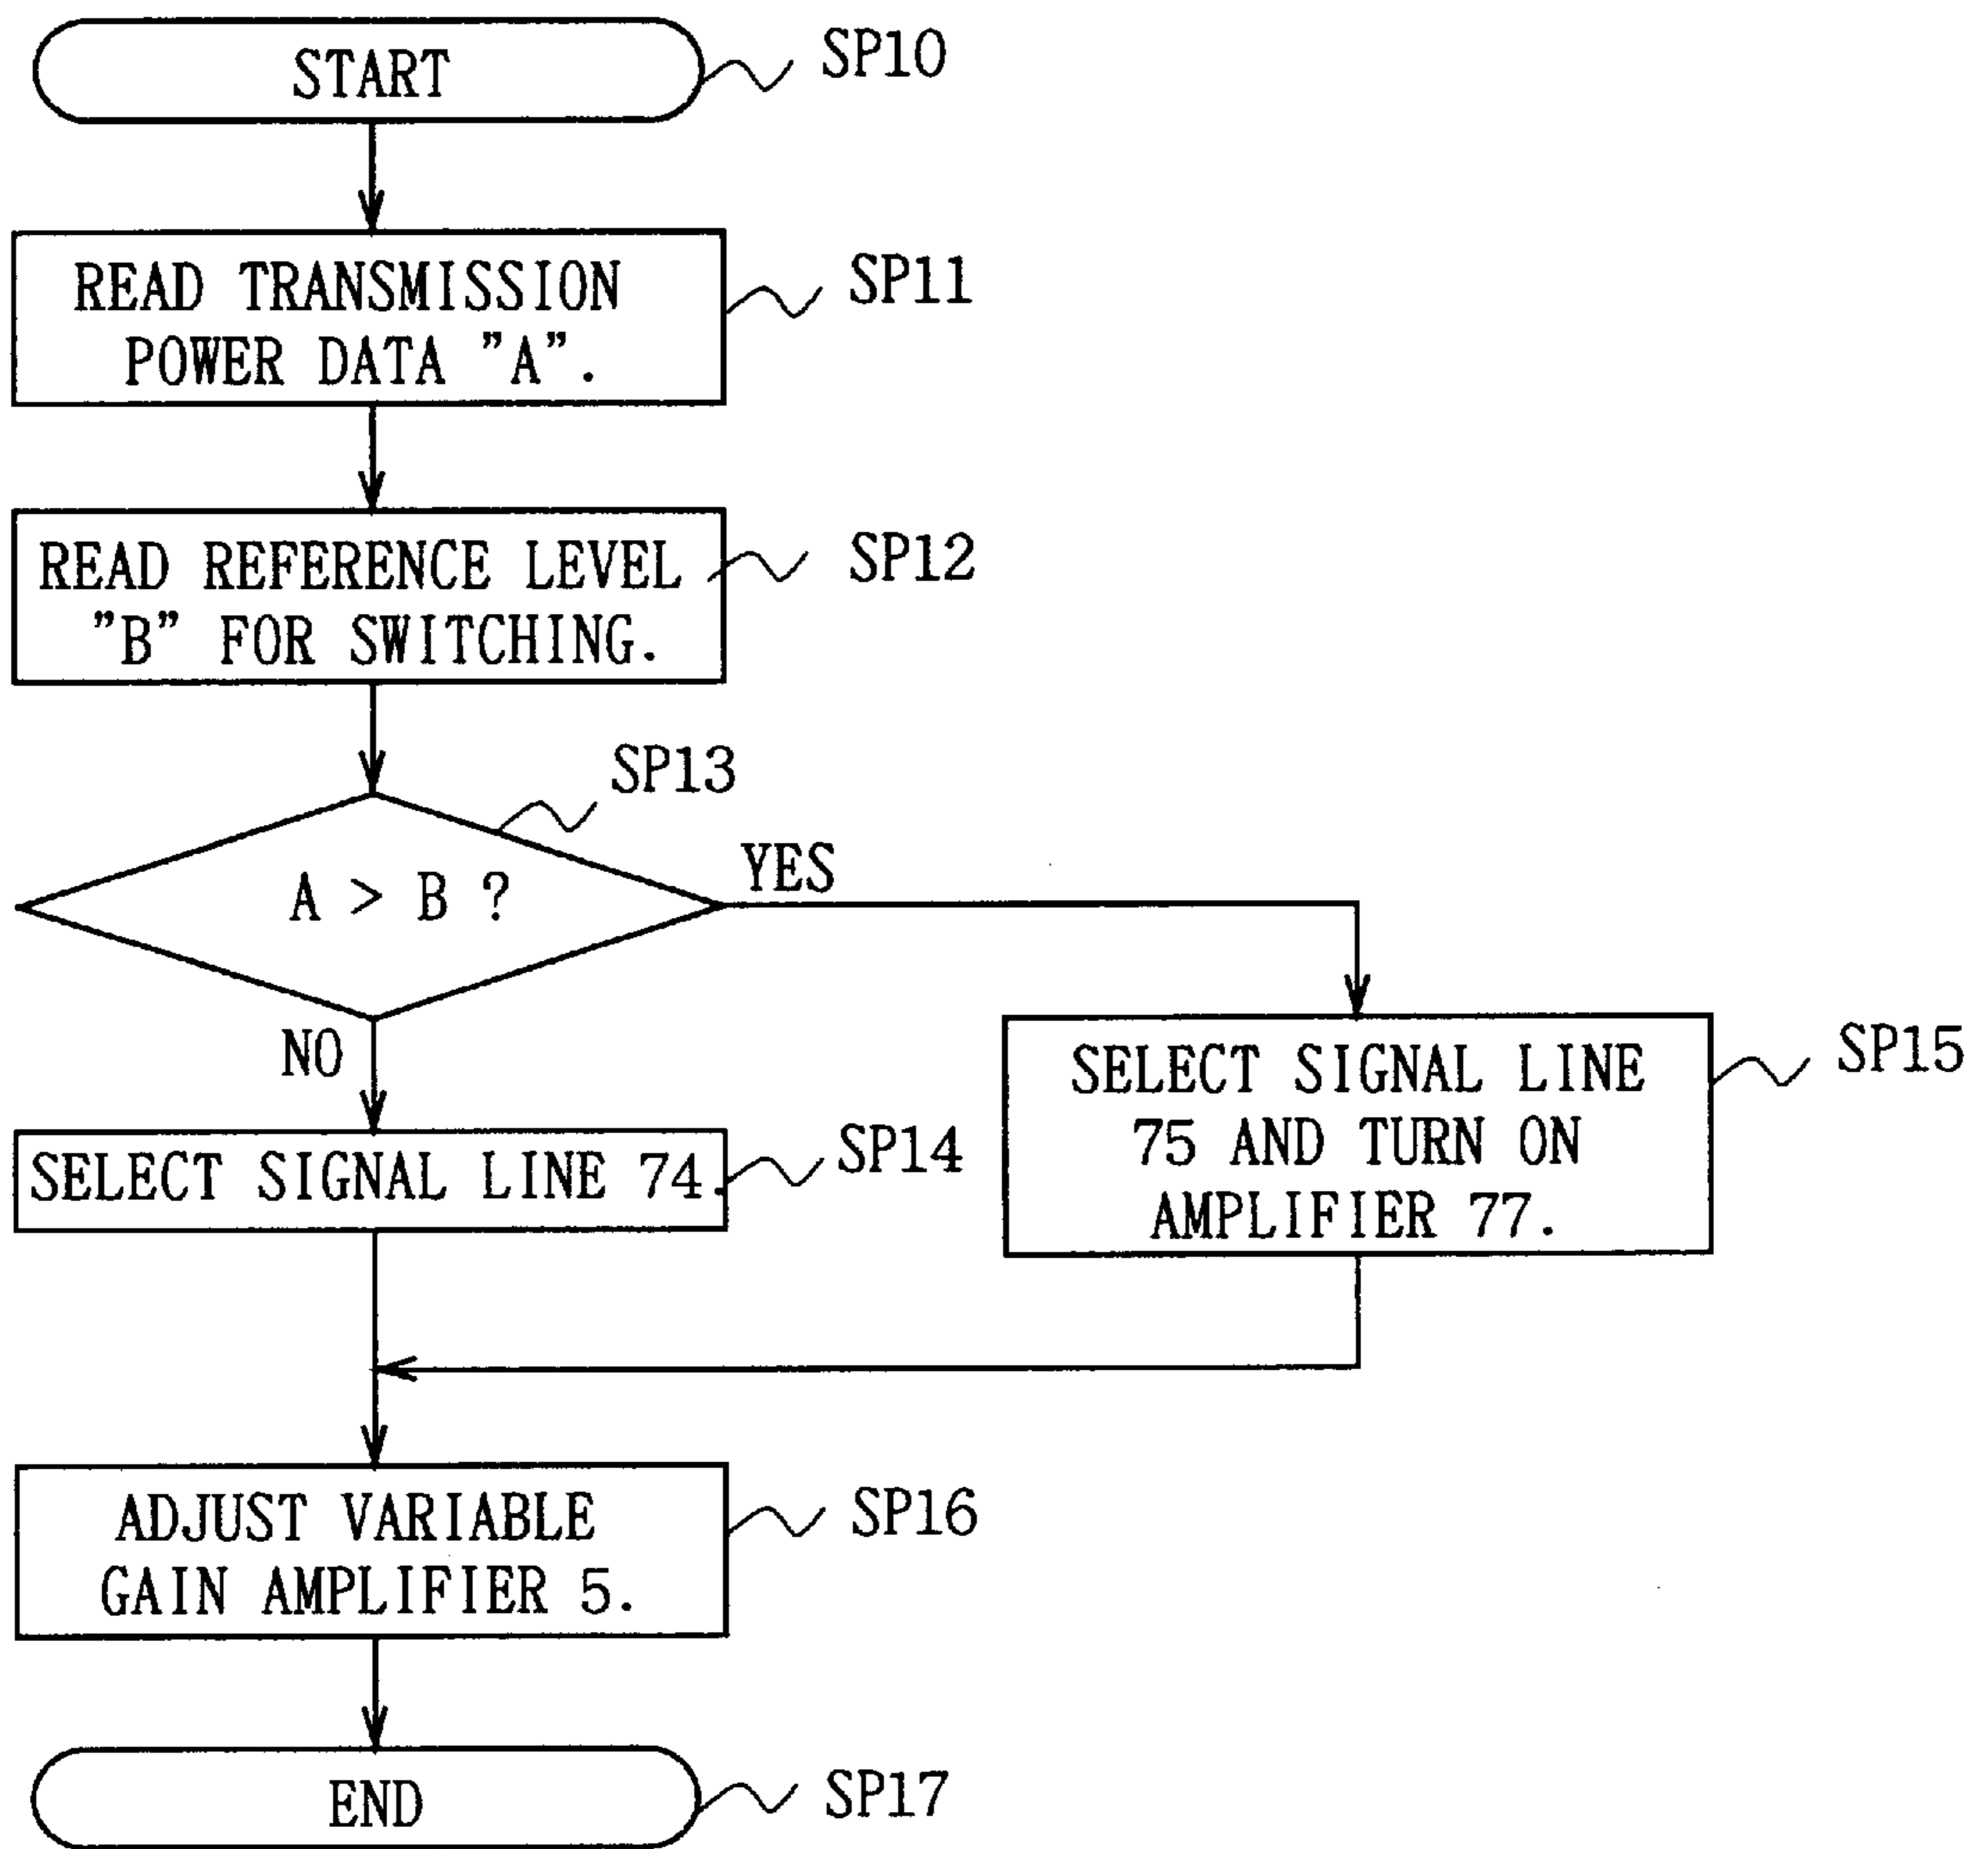 START
SP10
READ TRANSMISSION
POWER DATA ”A”.
SP11
READ REFERENCE LEVEL
”B” FOR SWITCHING.
SP12
SP13
A > B ?
YES
NO
SELECT SIGNAL LINE 74.
SP14
SELECT SIGNAL LINE
75 AND TURN ON
AMPLIFIER 77.
SP15
ADJUST VARIABLE
GAIN AMPLIFIER 5.
SP16
END
SP17